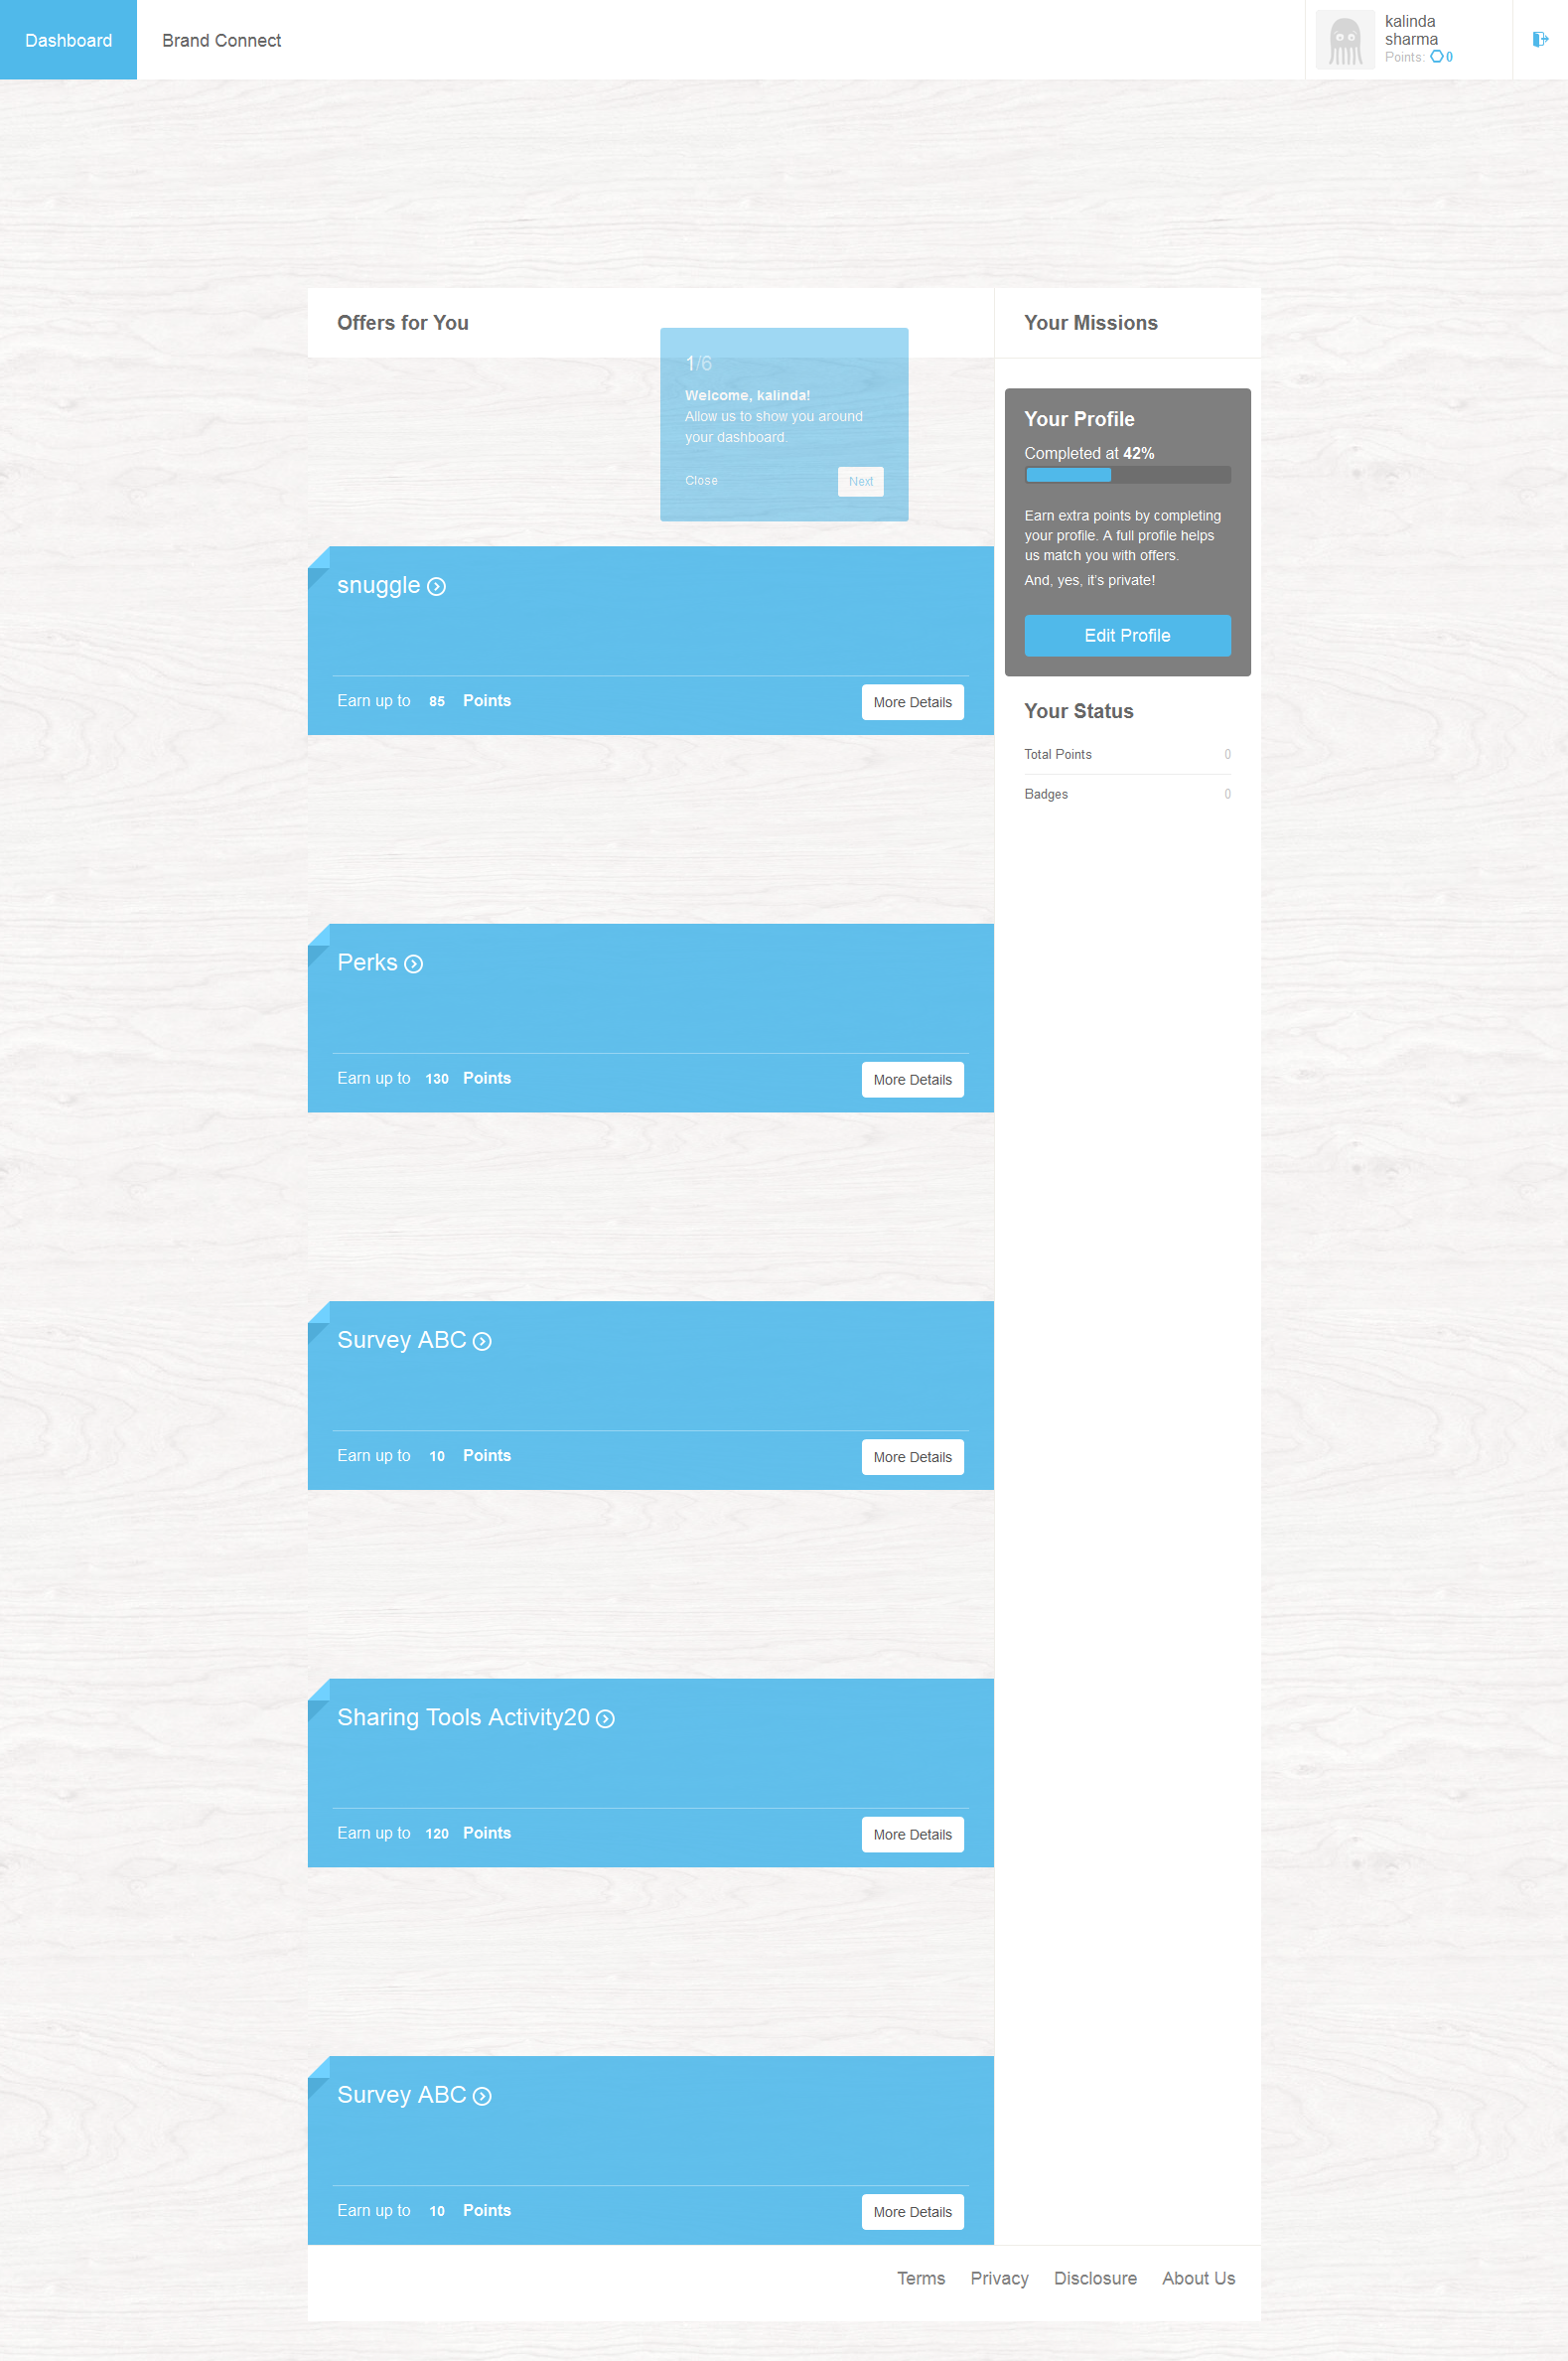 Dashboard
Brand Connect
kalinda
sharma
Points: 0
Offers for You
1/6
Welcome, kalinda!
Allow us to show you around
your dashboard.
Close
Next
snuggle
Earn up to 85 Points
More Details
Perks
Earn up to 130 Points
More Details
Survey ABC
Earn up to 10 Points
More Details
Sharing Tools Activity20
Earn up to 120 Points
More Details
Survey ABC
Earn up to 10 Points
More Details
Your Missions
Your Profile
Completed at 42%
Earn extra points by completing
your profile. A full profile helps
us match you with offers.
And, yes, it's private!
Edit Profile
Your Status
Total Points 0
Badges 0
Terms Privacy Disclosure About Us